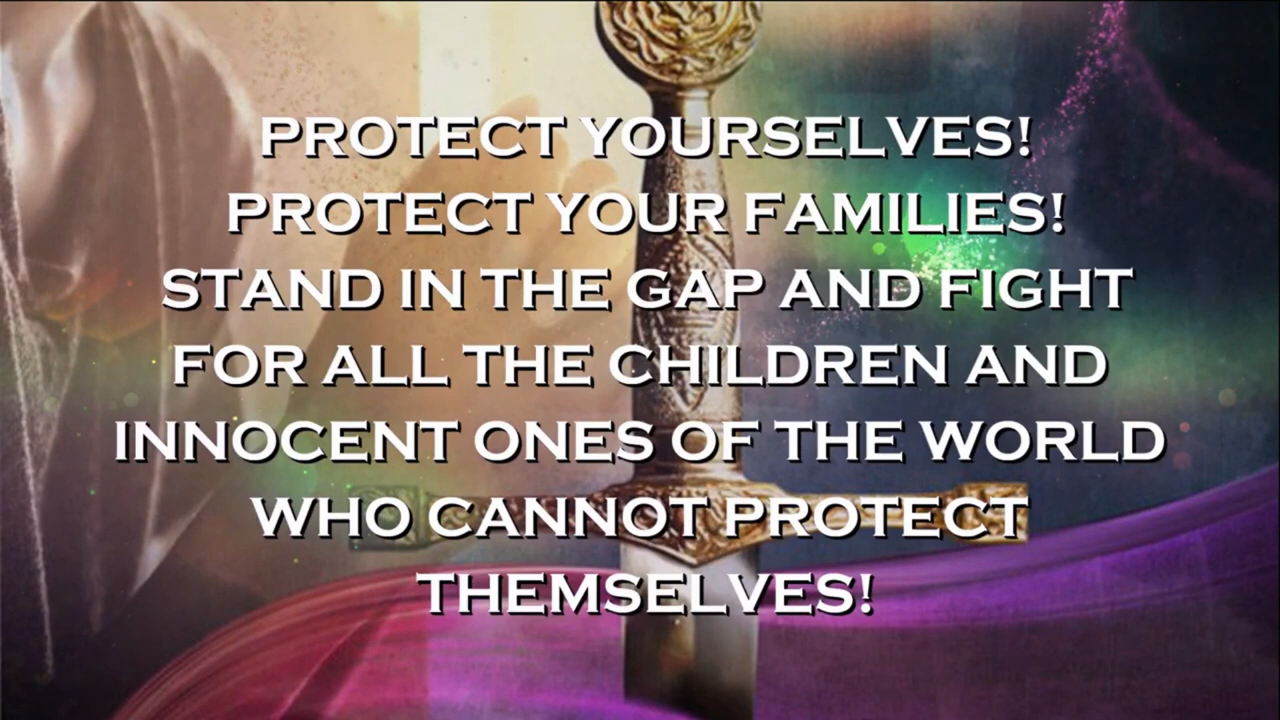 PROTECT YOURSELVES!
PROTECT YOUR FAMILIES!
STAND IN THE GAP AND FIGHT
FOR ALL THE CHILDREN AND
INNOCENT ONES OF THE WORLD
WHO CANNOT PROTECT
THEMSELVES!